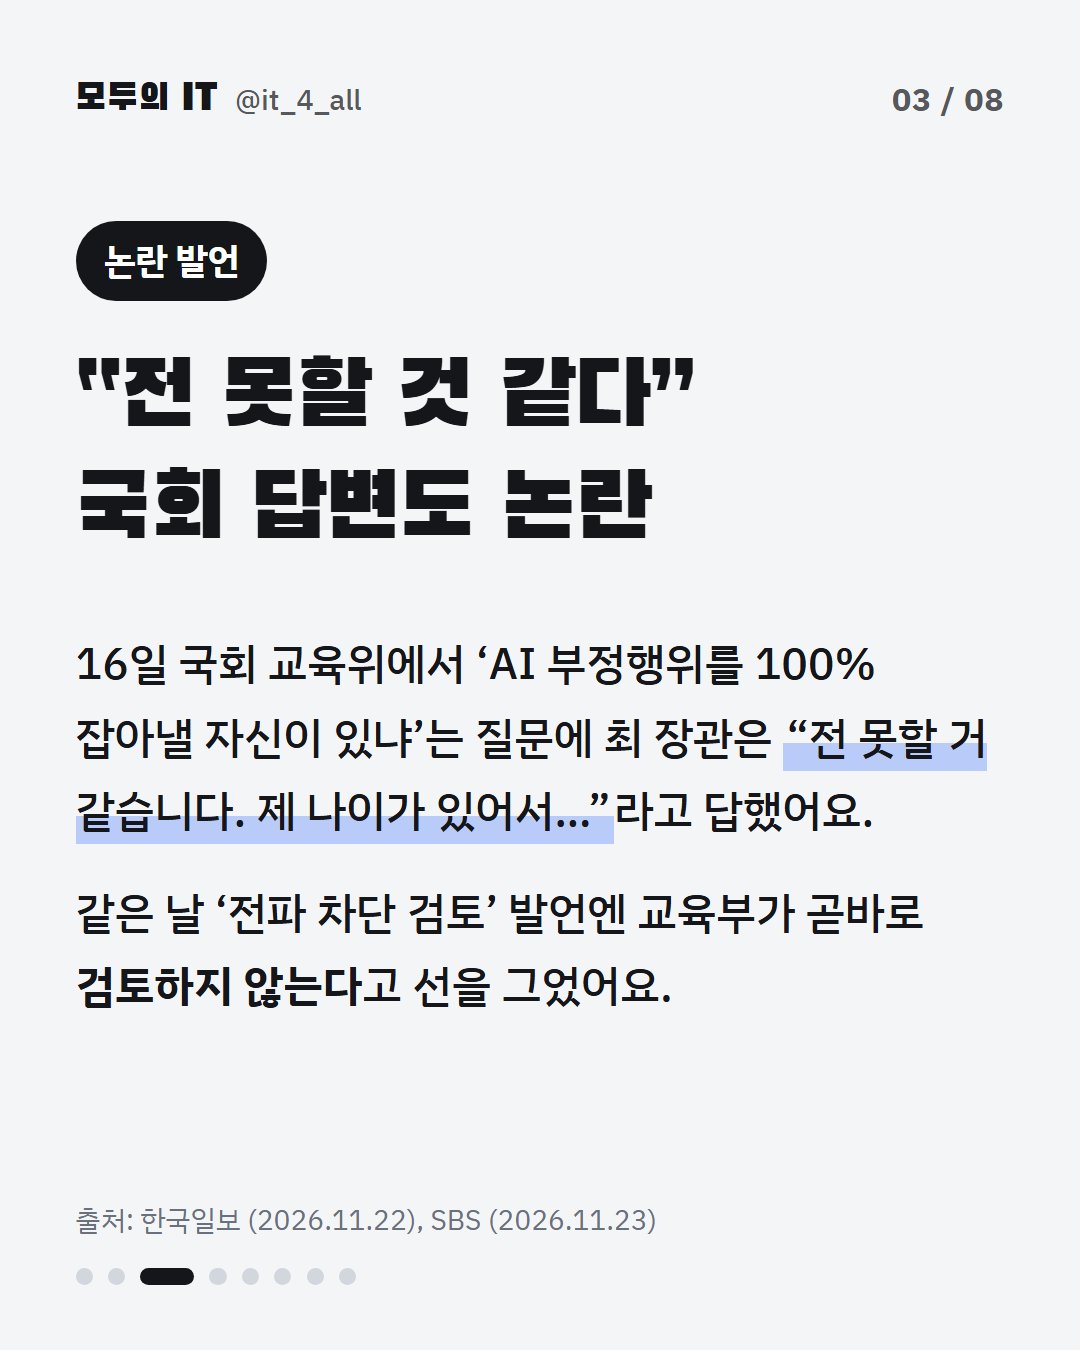 모두의 IT @it_4_all
03 / 08
논란 발언
“전 못할 것 같다”
국회 답변도 논란
16일 국회 교육위에서 ‘AI 부정행위를 100%
잡아낼 자신이 있냐’는 질문에 최 장관은 “전 못할 거
같습니다. 제 나이가 있어서...”라고 답했어요.
같은 날 ‘전파 차단 검토’ 발언엔 교육부가 곧바로
검토하지 않는다고 선을 그었어요.
출처: 한국일보 (2026.11.22), SBS (2026.11.23)